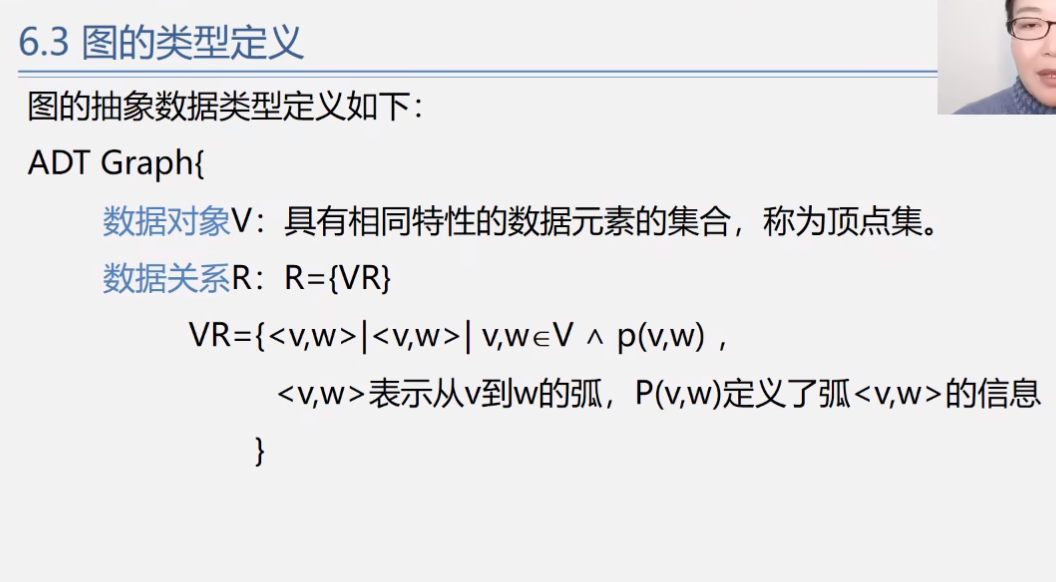 6.3 图的类型定义
图的抽象数据类型定义如下：
ADT Graph{
数据对象V：具有相同特性的数据元素的集合，称为顶点集。
数据关系R：R={VR}
VR={<v,w>|<v,w>| v,w∈V ∧ p(v,w) ，
<v,w>表示从v到w的弧，P(v,w)定义了弧<v,w>的信息
}